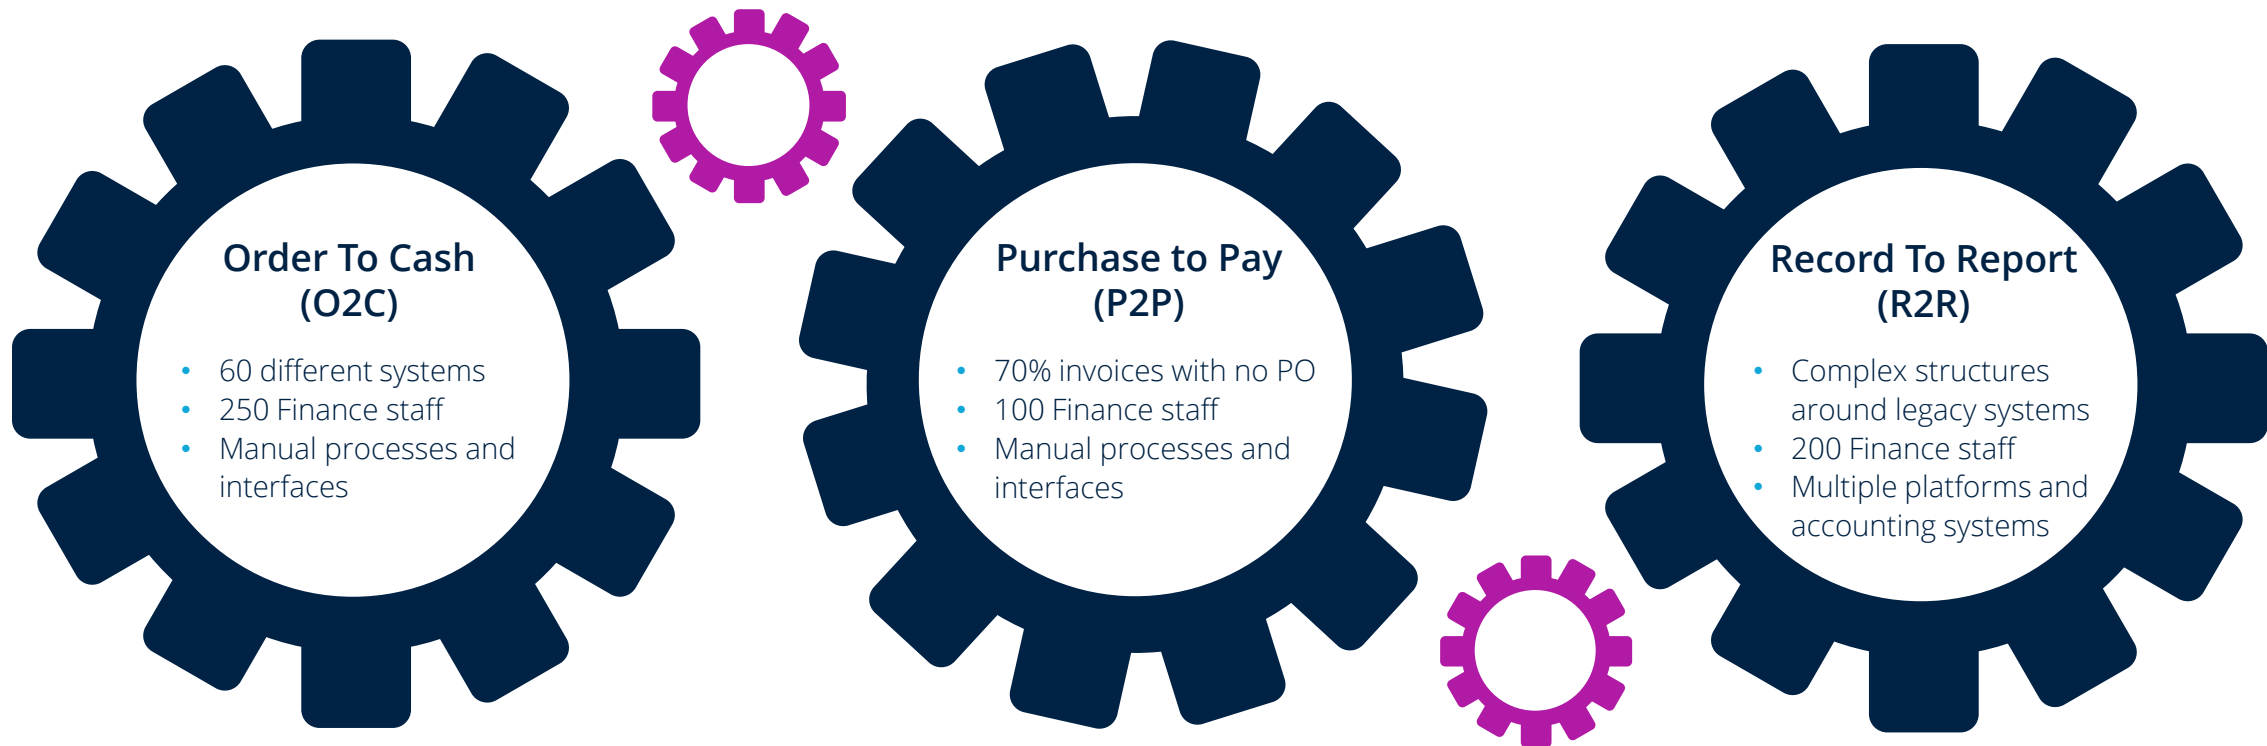 Order To Cash
(O2C)
• 60 different systems
• 250 Finance staff
• Manual processes and
interfaces
Purchase to Pay
(P2P)
• 70% invoices with no PO
• 100 Finance staff
• Manual processes and
interfaces
Record To Report
(R2R)
• Complex structures
around legacy systems
• 200 Finance staff
• Multiple platforms and
accounting systems